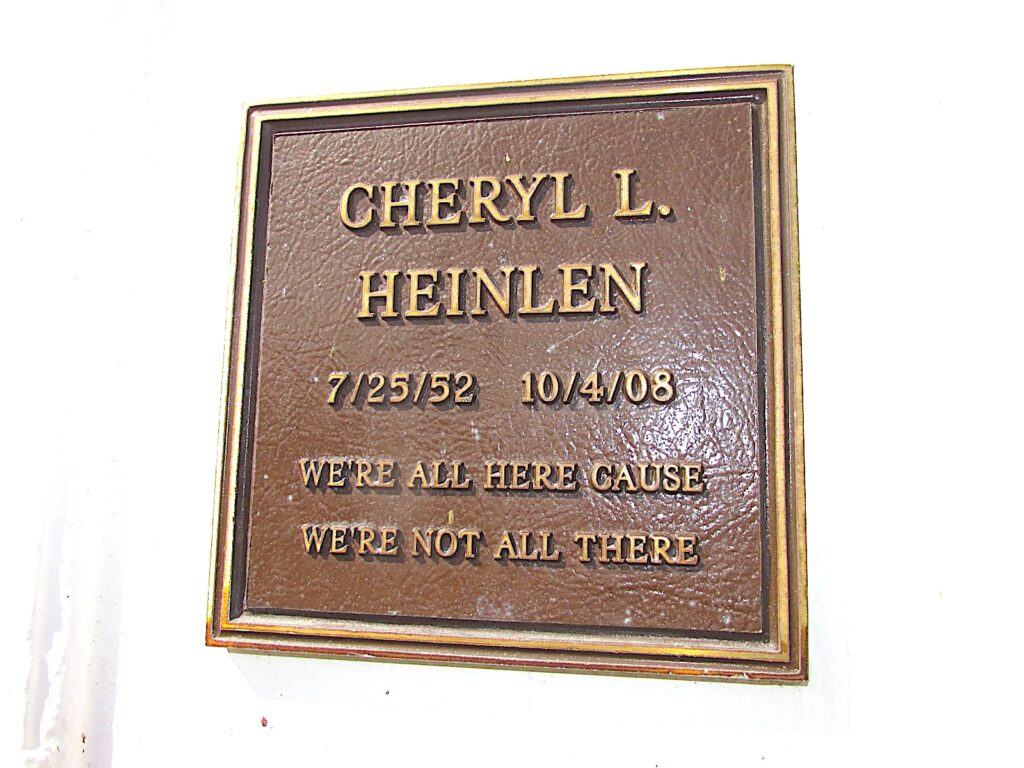 CHERYL L.
HEINLEN
7/25/52 10/4/08
WE'RE ALL HERE CAUSE
WE'RE NOT ALL THERE